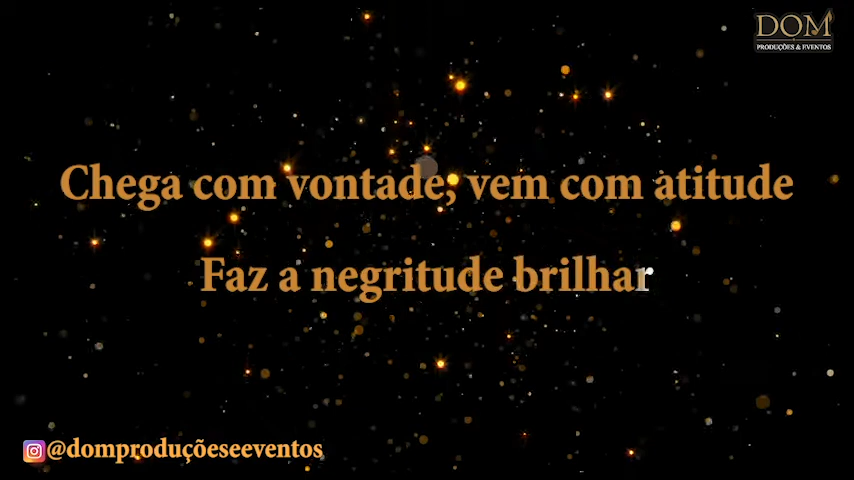 DOM
PRODUÇÕES & EVENTOS
Chega com vontade, vem com atitude
Faz a negritude brilhar
@domproduçõeseeventos